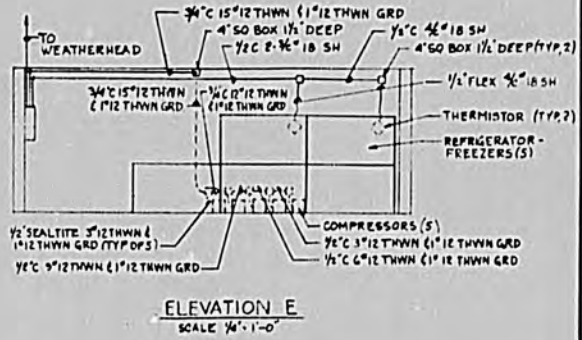 3/4"C 15#12 THWN & 1#12 THWN GRD
4" SQ BOX 1 1/2" DEEP
1/2 C 2-3/C #18 SH
1/2"C 4/C #18 SH
4" SQ BOX 1 1/2" DEEP (TYP, 2)
TO
WEATHERHEAD
3/4"C 15#12 THWN
& 1#12 THWN GRD
12#12 THWN
& 1#12 THWN GRD
1/2" FLEX 4/C #18 SH
THERMISTOR (TYP, 2)
REFRIGERATOR-
FREEZERS (5)
1/2" SEALTITE 3#12 THWN &
1#12 THWN GRD (TYP OF 5)
1/2"C 9#12 THWN & 1#12 THWN GRD
COMPRESSORS (5)
1/2"C 3#12 THWN & 1#12 THWN GRD
1/2"C 6#12 THWN & 1#12 THWN GRD
ELEVATION E
SCALE 1/4" = 1'-0"